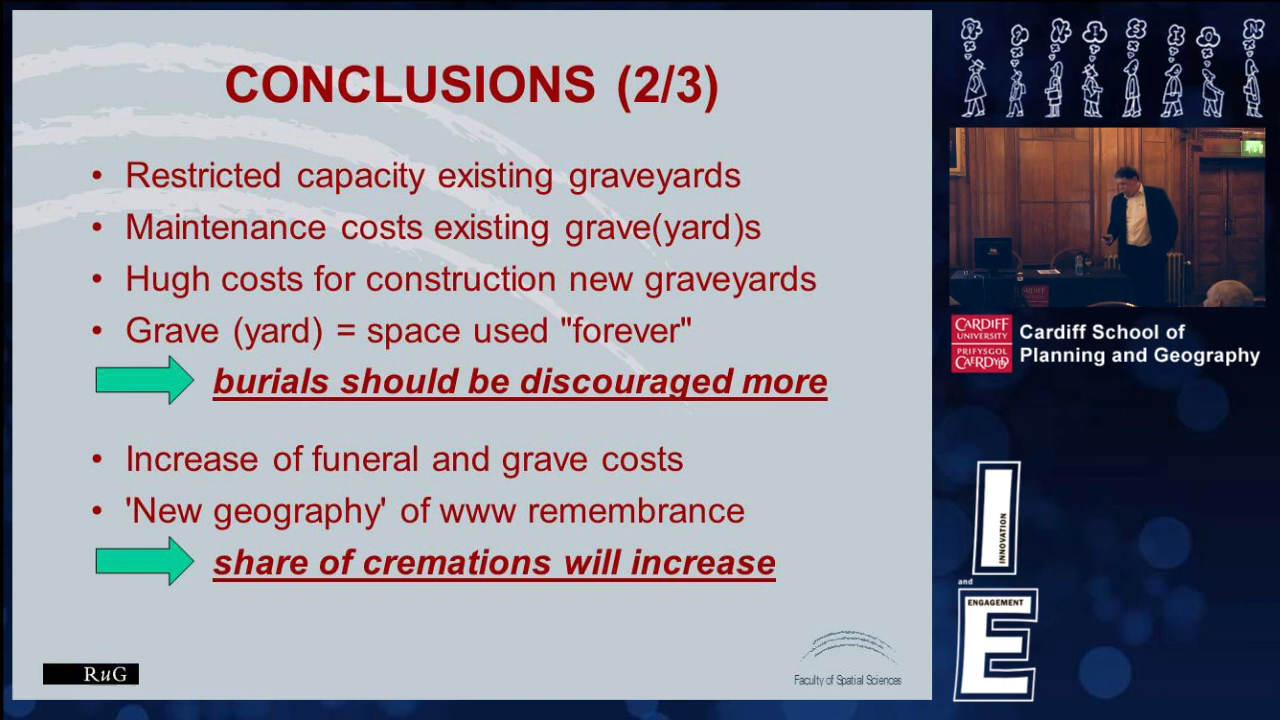 CONCLUSIONS (2/3)
• Restricted capacity existing graveyards
• Maintenance costs existing grave(yard)s
• Hugh costs for construction new graveyards
• Grave (yard) = space used "forever"
burials should be discouraged more
• Increase of funeral and grave costs
• 'New geography' of www remembrance
share of cremations will increase
RuG
Faculty of Spatial Sciences
CARDIFF
CARDIFF
UNIVERSITY
PRIFYSGOL
CAERDYDD
Cardiff School of
Planning and Geography
I
INNOVATION
and
ENGAGEMENT
E